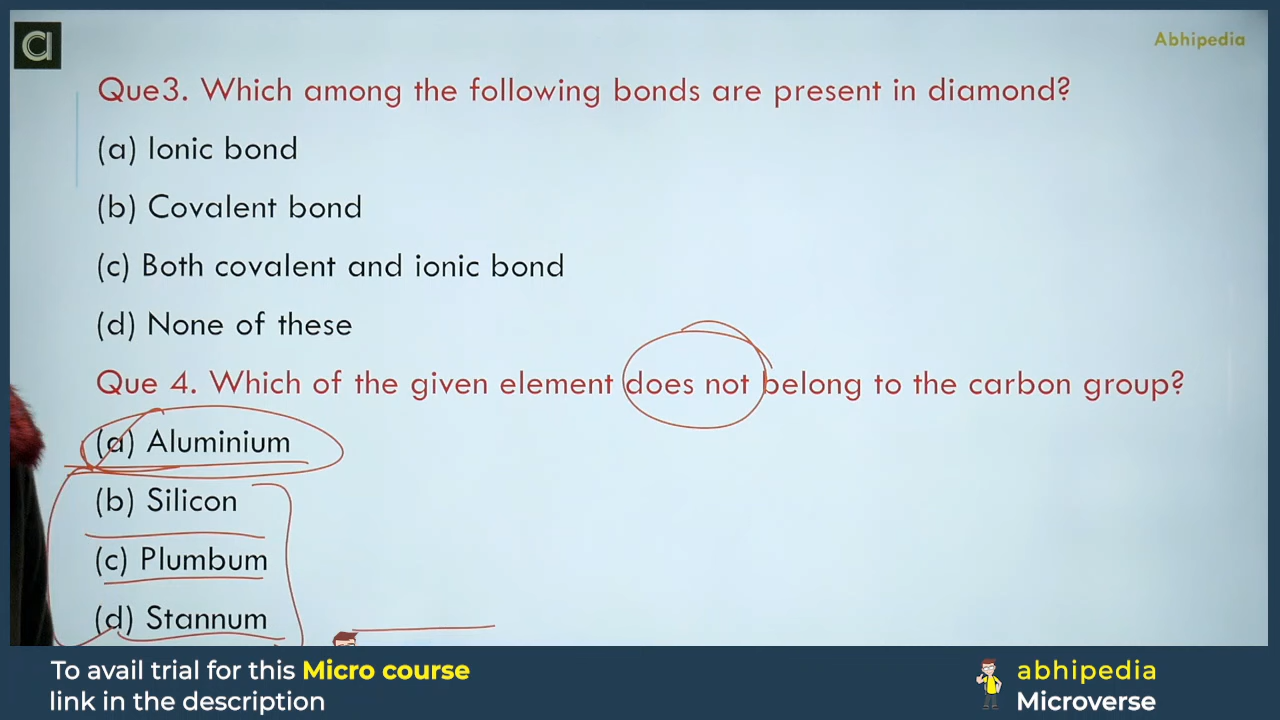 a
Abhipedia
Que3. Which among the following bonds are present in diamond?
(a) Ionic bond
(b) Covalent bond
(c) Both covalent and ionic bond
(d) None of these
Que 4. Which of the given element does not belong to the carbon group?
(a) Aluminium
(b) Silicon
(c) Plumbum
(d) Stannum
To avail trial for this Micro course
link in the description
abhipedia
Microverse